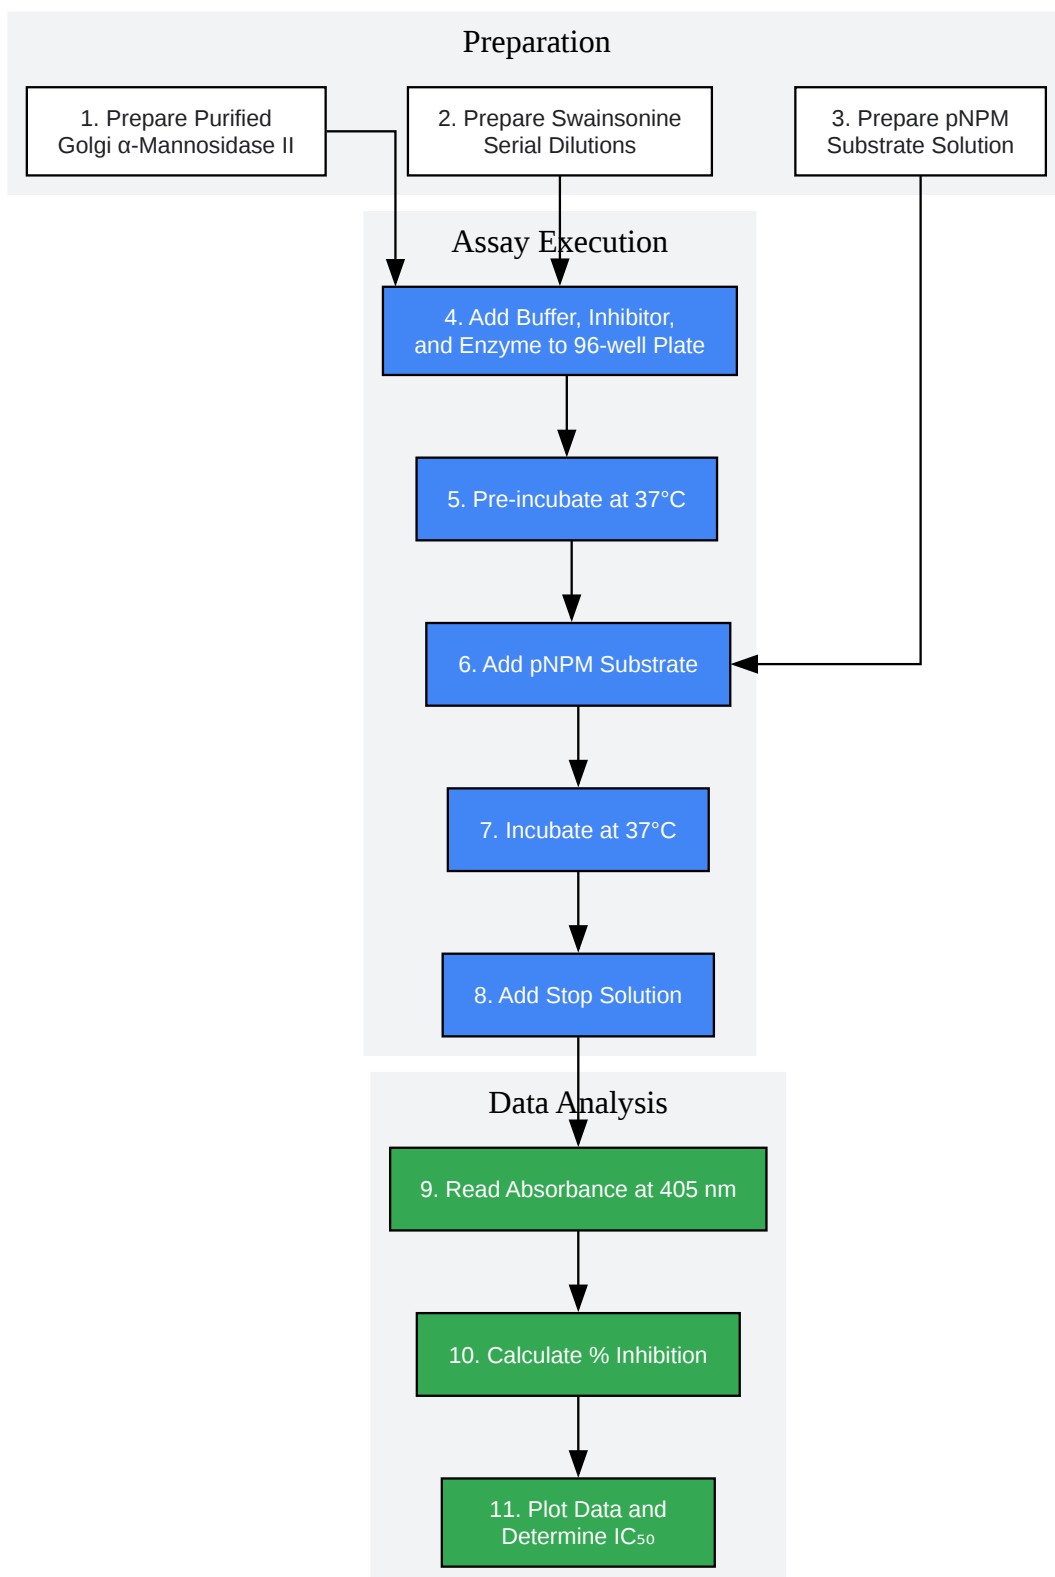 Preparation
1. Prepare Purified
Golgi α-Mannosidase II
2. Prepare Swainsonine
Serial Dilutions
3. Prepare pNPM
Substrate Solution
Assay Execution
4. Add Buffer, Inhibitor,
and Enzyme to 96-well Plate
5. Pre-incubate at 37°C
6. Add pNPM Substrate
7. Incubate at 37°C
8. Add Stop Solution
Data Analysis
9. Read Absorbance at 405 nm
10. Calculate % Inhibition
11. Plot Data and
Determine IC₅₀